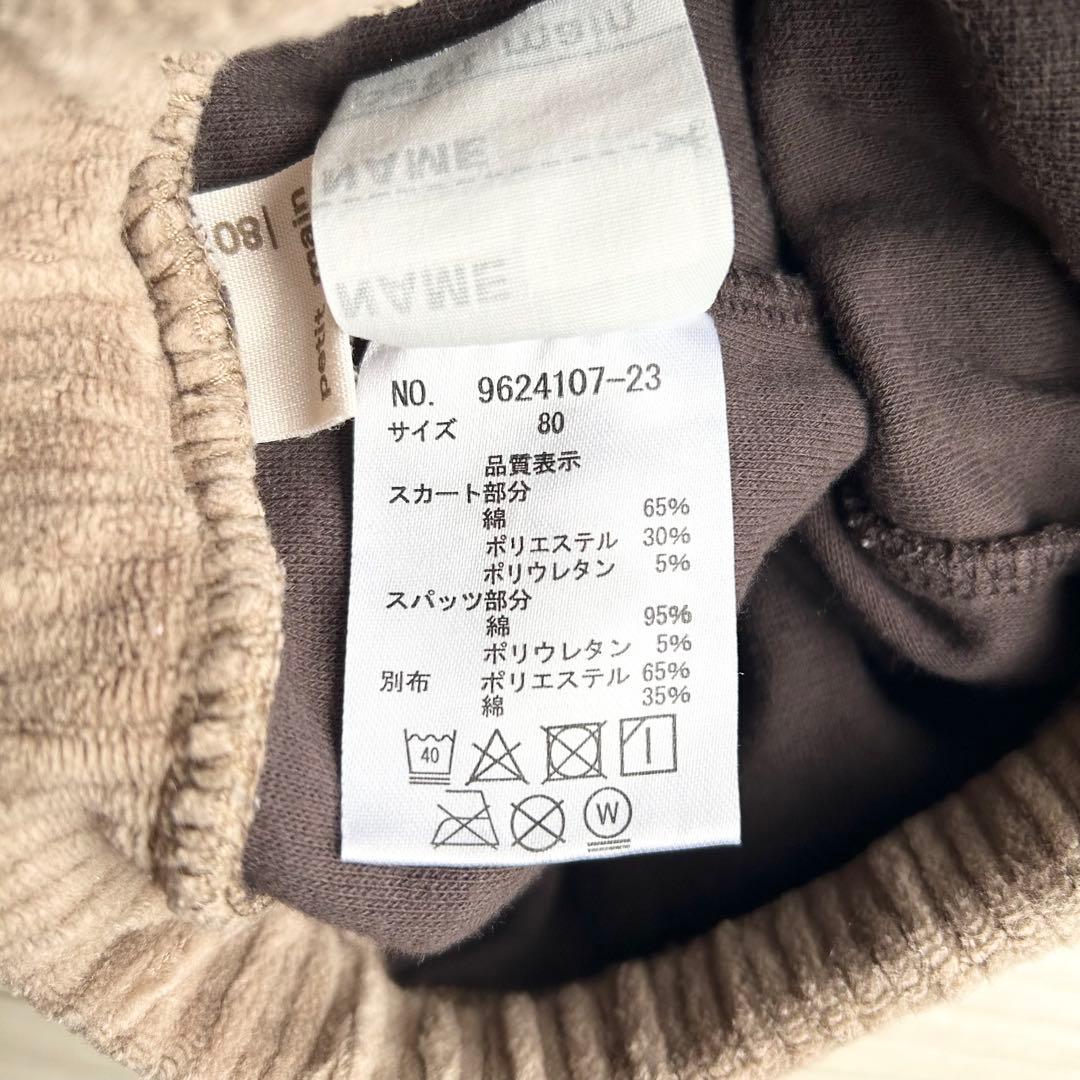 petit main
NAME
NAME
petit main
80
NO. 9624107-23
サイズ 80
品質表示
スカート部分
綿 65%
ポリエステル 30%
ポリウレタン 5%
スパッツ部分
綿 95%
ポリウレタン 5%
別布 ポリエステル 65%
綿 35%
40
W